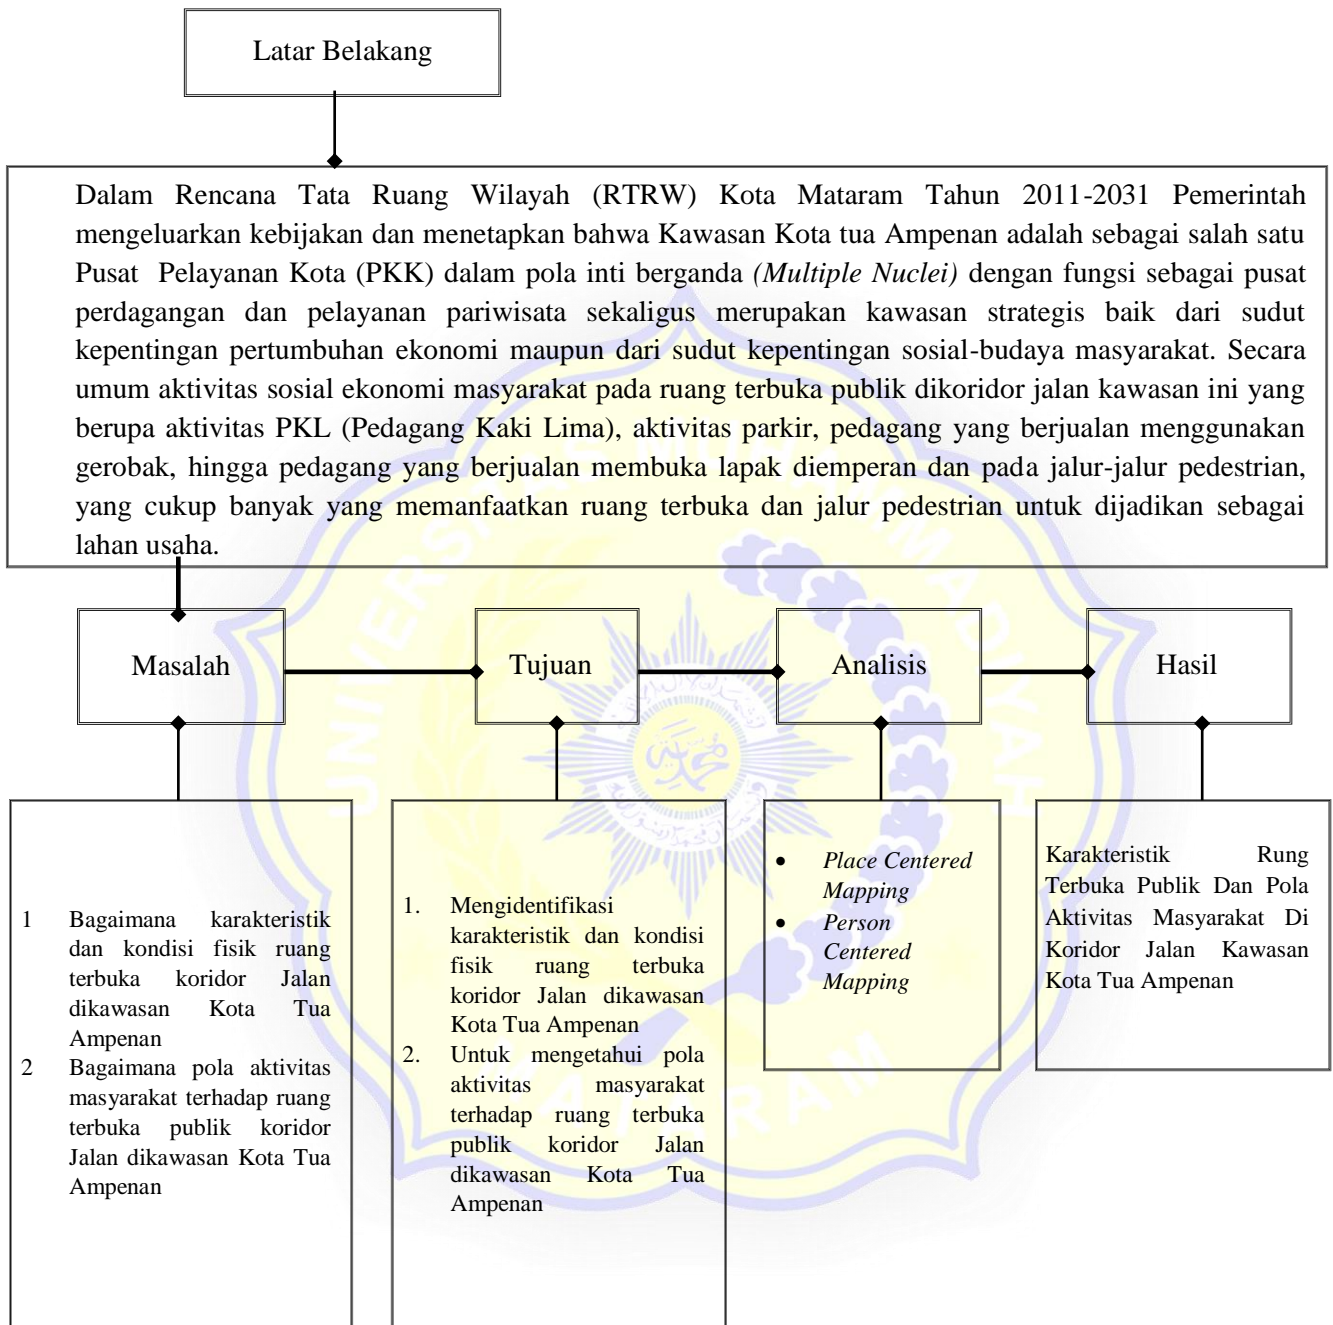 Latar Belakang
Dalam Rencana Tata Ruang Wilayah (RTRW) Kota Mataram Tahun 2011-2031 Pemerintah
mengeluarkan kebijakan dan menetapkan bahwa Kawasan Kota tua Ampenan adalah sebagai salah satu
Pusat Pelayanan Kota (PKK) dalam pola inti berganda (Multiple Nuclei) dengan fungsi sebagai pusat
perdagangan dan pelayanan pariwisata sekaligus merupakan kawasan strategis baik dari sudut
kepentingan pertumbuhan ekonomi maupun dari sudut kepentingan sosial-budaya masyarakat. Secara
umum aktivitas sosial ekonomi masyarakat pada ruang terbuka publik dikoridor jalan kawasan ini yang
berupa aktivitas PKL (Pedagang Kaki Lima), aktivitas parkir, pedagang yang berjualan menggunakan
gerobak, hingga pedagang yang berjualan membuka lapak diemperan dan pada jalur-jalur pedestrian,
yang cukup banyak yang memanfaatkan ruang terbuka dan jalur pedestrian untuk dijadikan sebagai
lahan usaha.
Masalah
Tujuan
Analisis
Hasil
1 Bagaimana karakteristik
dan kondisi fisik ruang
terbuka koridor Jalan
dikawasan Kota Tua
Ampenan
2 Bagaimana pola aktivitas
masyarakat terhadap ruang
terbuka publik koridor
Jalan dikawasan Kota Tua
Ampenan
1. Mengidentifikasi
karakteristik dan kondisi
fisik ruang terbuka
koridor Jalan dikawasan
Kota Tua Ampenan
2. Untuk mengetahui pola
aktivitas masyarakat
terhadap ruang terbuka
publik koridor Jalan
dikawasan Kota Tua
Ampenan
• Place Centered
Mapping
• Person
Centered
Mapping
Karakteristik Rung
Terbuka Publik Dan Pola
Aktivitas Masyarakat Di
Koridor Jalan Kawasan
Kota Tua Ampenan
UNIVERSITAS MUHAMMADIYAH
MATARAM